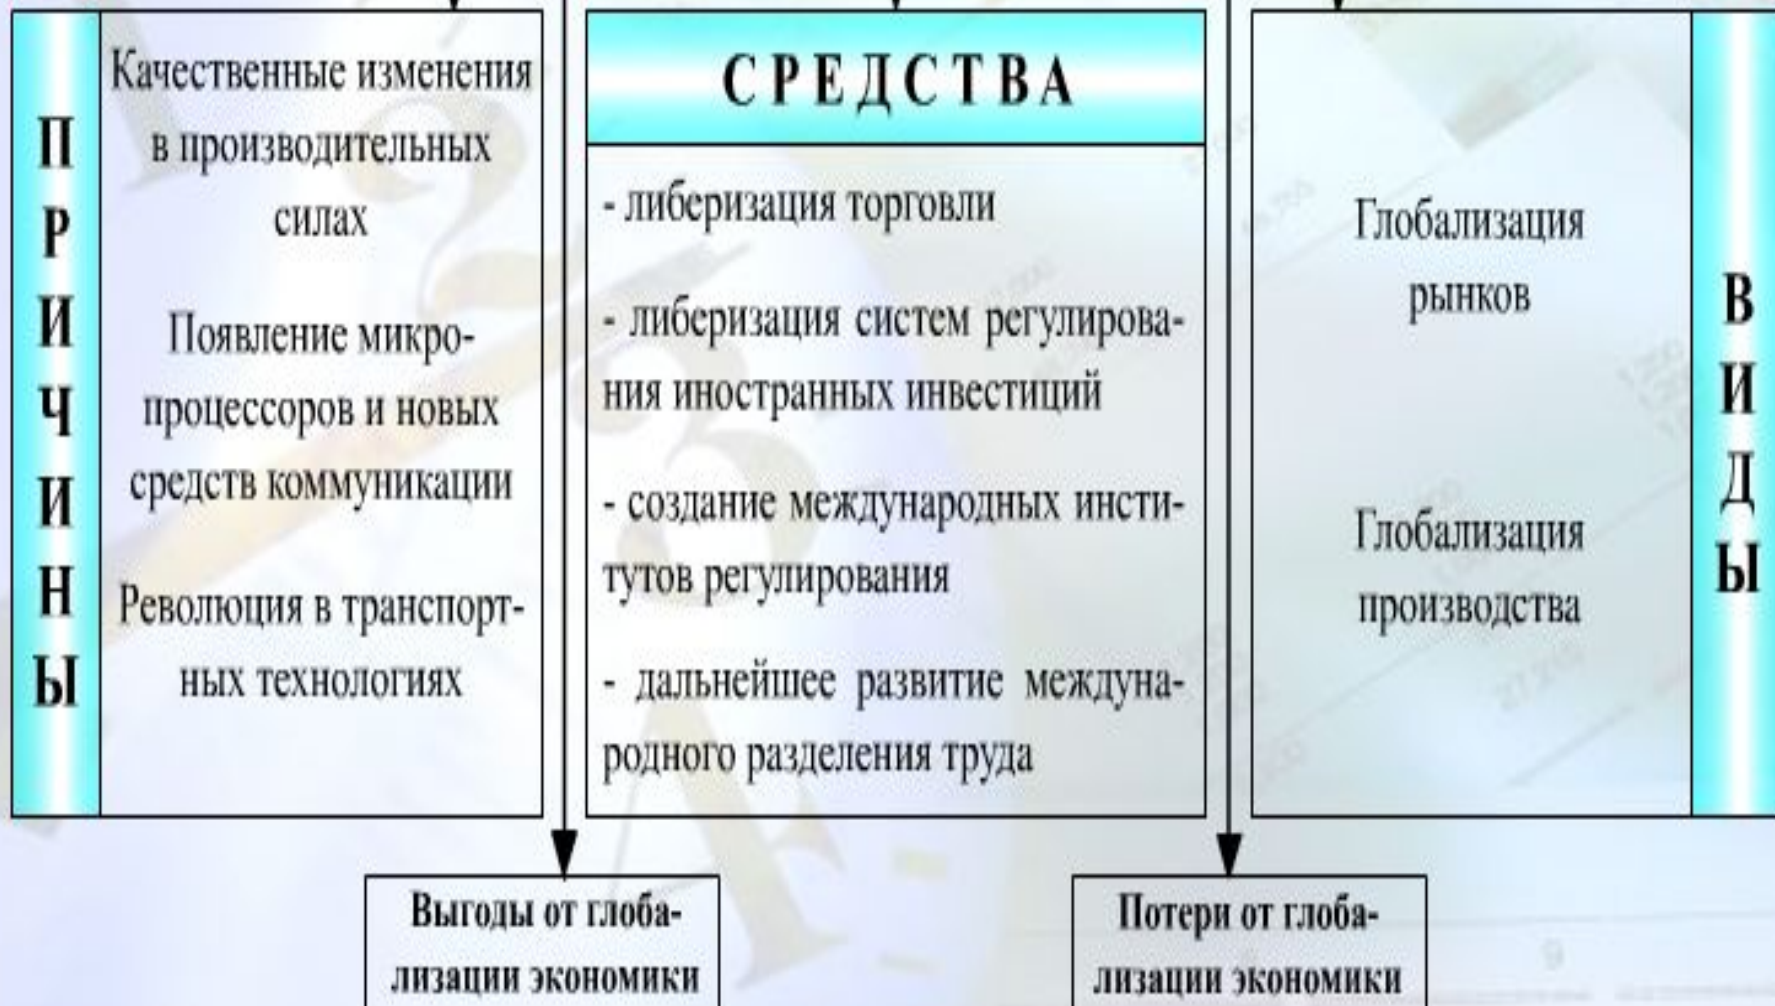 ПРИЧИНЫ
Качественные изменения
в производительных
силах
Появление микро-
процессоров и новых
средств коммуникации
Революция в транспорт-
ных технологиях
СРЕДСТВА
- либеризация торговли
- либеризация систем регулирова-
ния иностранных инвестиций
- создание международных инсти-
тутов регулирования
- дальнейшее развитие междуна-
родного разделения труда
Глобализация
рынков
Глобализация
производства
ВИДЫ
Выгоды от глоба-
лизации экономики
Потери от глоба-
лизации экономики